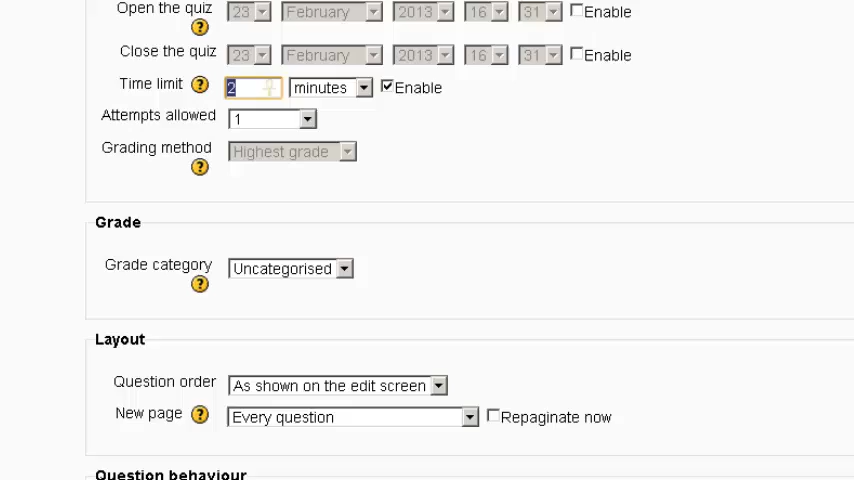 Open the quiz 23 February 2013 16 31 Enable
?
Close the quiz 23 February 2013 16 31 Enable
Time limit ? 2 minutes Enable
Attempts allowed 1
Grading method Highest grade
?
Grade
Grade category Uncategorised
?
Layout
Question order As shown on the edit screen
New page ? Every question Repaginate now
Question behaviour